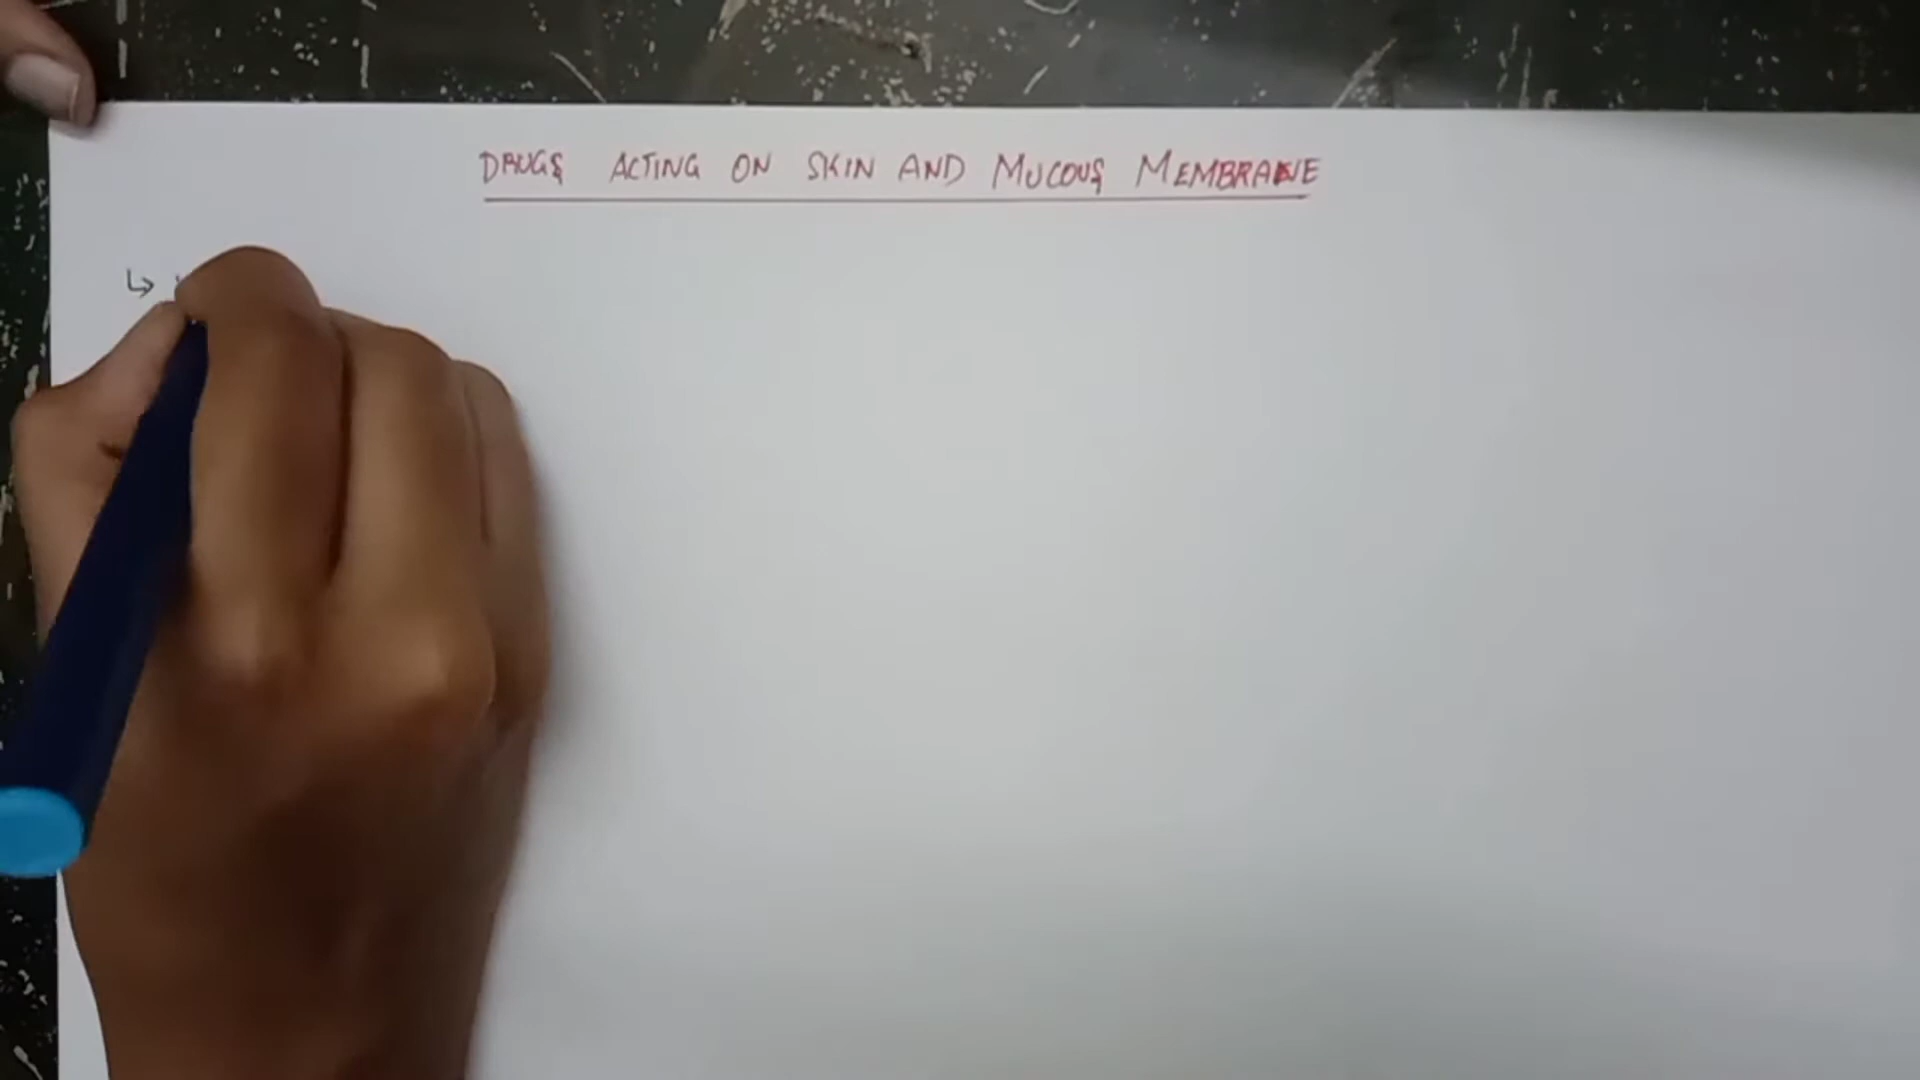 DRUGS ACTING ON SKIN AND MUCOUS MEMBRANE
↳